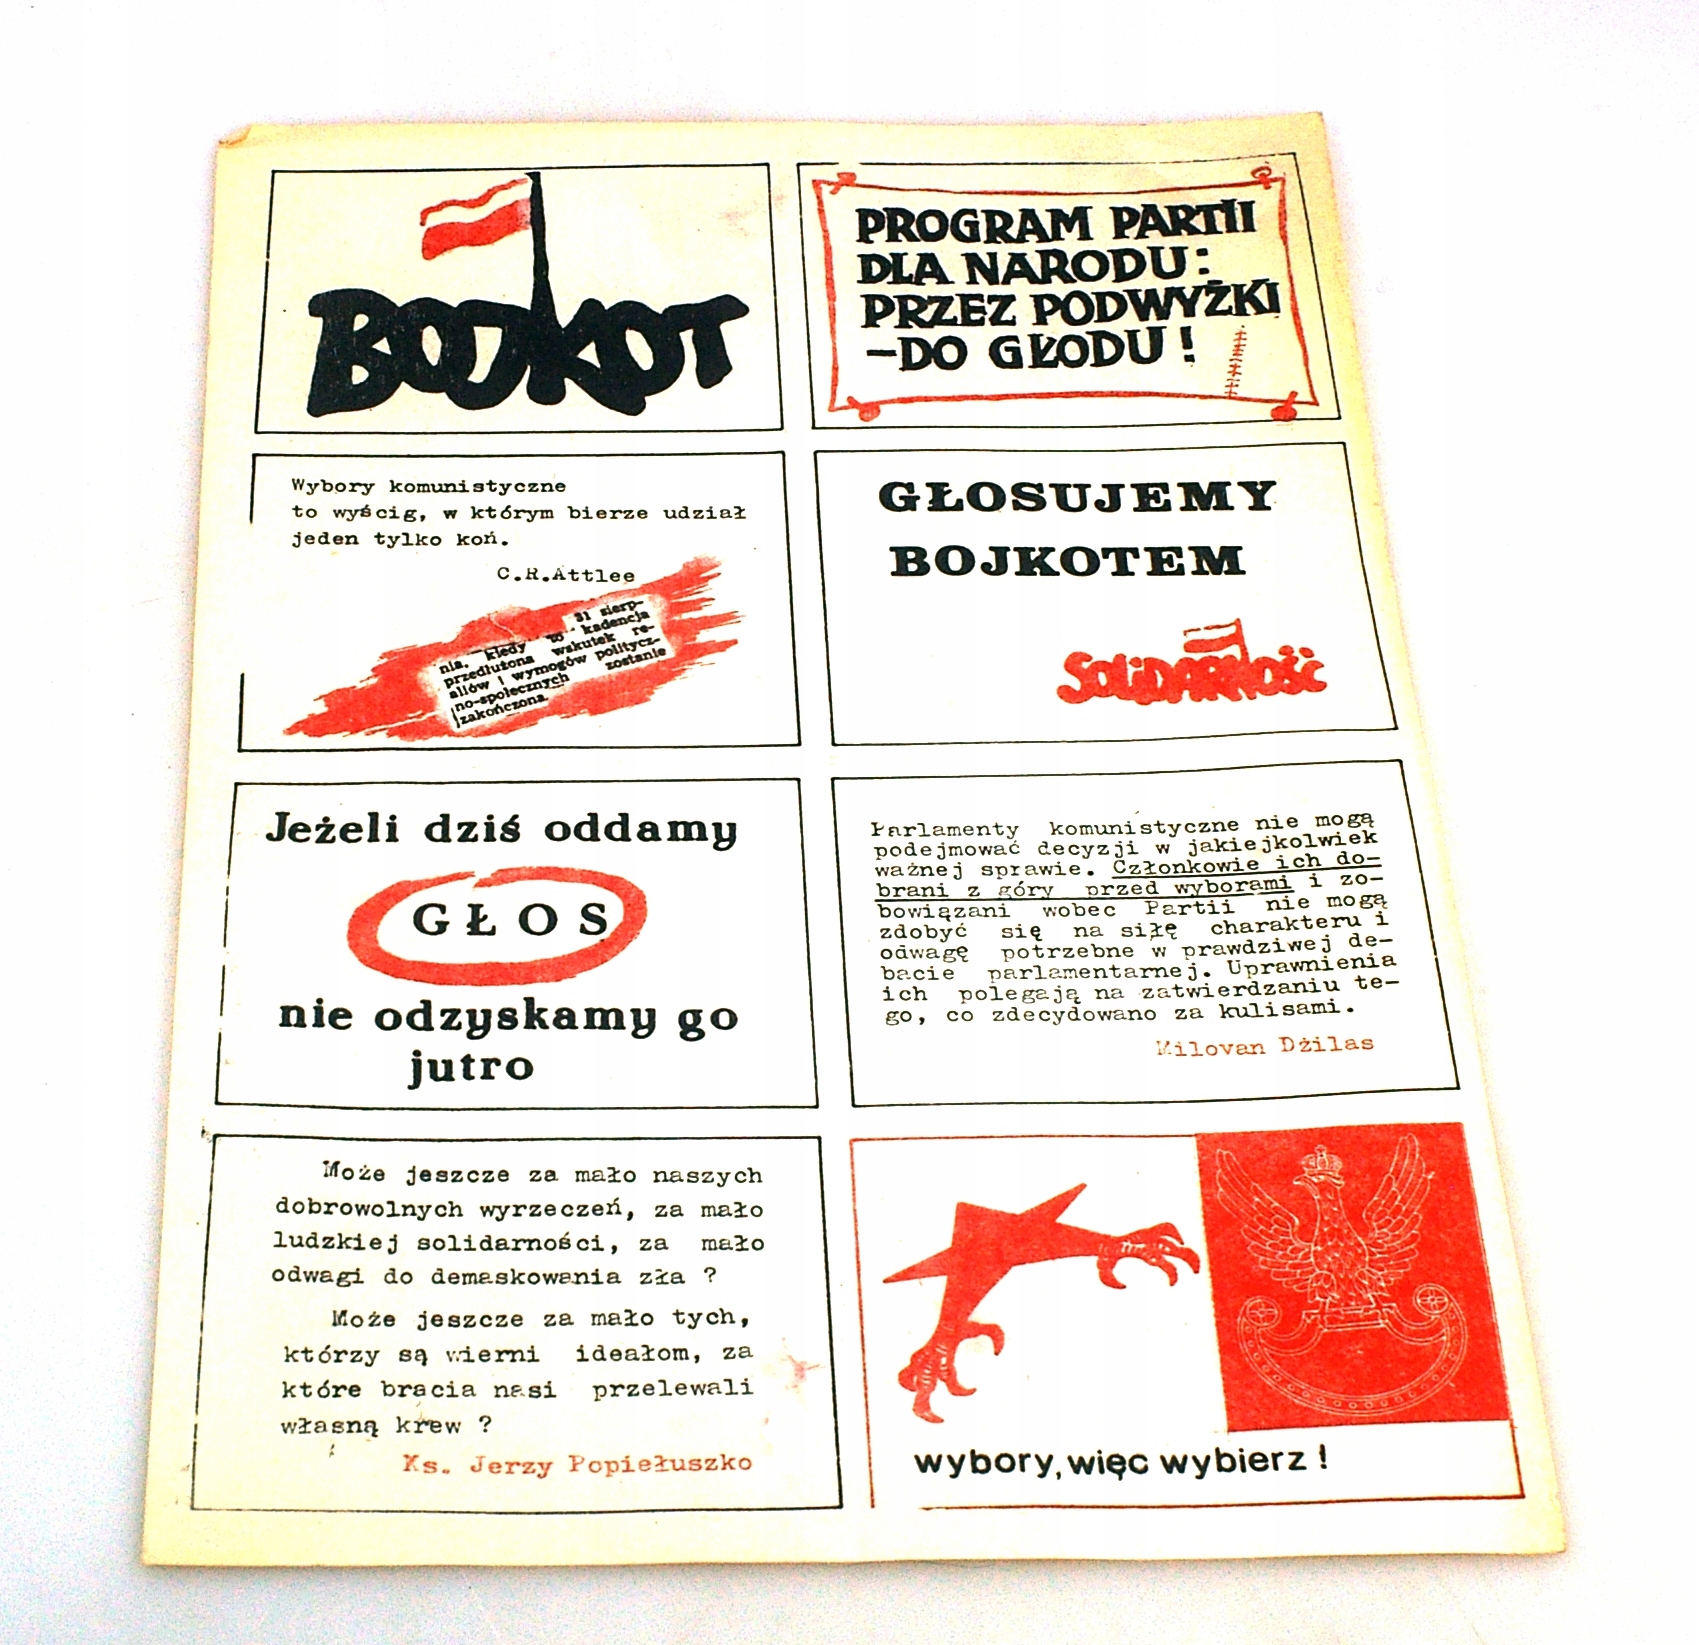 BOJKOT
PROGRAM PARTII
DLA NARODU:
PRZEZ PODWYŻKI
-DO GŁODU!
Wybory komunistyczne
to wyścig, w którym bierze udział
jeden tylko koń.
C.R.Attlee
31 sierp-
nia, kiedy to kadencja
przedłużona wskutek re-
aliów i wymogów politycz-
no-społecznych zostanie
zakończona.
GŁOSUJEMY
BOJKOTEM
SOLIDARNOŚĆ
Jeżeli dziś oddamy
GŁOS
nie odzyskamy go
jutro
Parlamenty komunistyczne nie mogą
podejmować decyzji w jakiejkolwiek
ważnej sprawie. Członkowie ich do-
brani z góry przed wyborami i zo-
bowiązani wobec Partii nie mogą
zdobyć się na siłę charakteru i
odwagę potrzebne w prawdziwej de-
bacie parlamentarnej. Uprawnienia
ich polegają na zatwierdzaniu te-
go, co zdecydowano za kulisami.
Milovan Dżilas
Może jeszcze za mało naszych
dobrowolnych wyrzeczeń, za mało
ludzkiej solidarności, za mało
odwagi do demaskowania zła ?
Może jeszcze za mało tych,
którzy są wierni ideałom, za
które bracia nasi przelewali
własną krew ?
Ks. Jerzy Popiełuszko
wybory, więc wybierz !